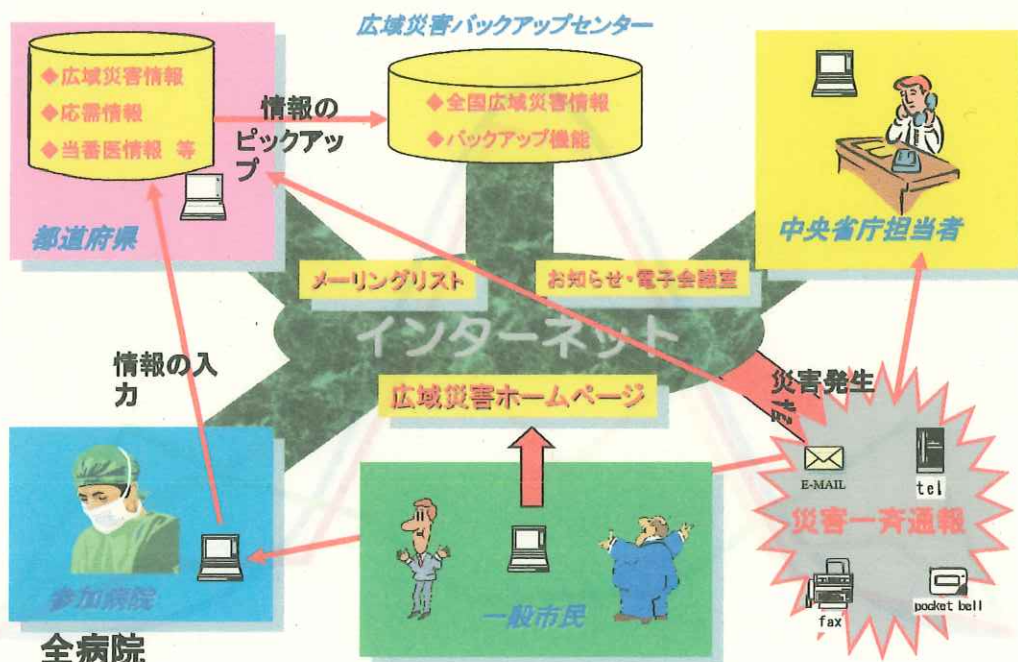 広域災害バックアップセンター
◆広域災害情報
◆応需情報
◆当番医情報 等
都道府県
情報の
ピックアッ
プ
◆全国広域災害情報
◆バックアップ機能
中央省庁担当者
メーリングリスト
お知らせ・電子会議室
インターネット
広域災害ホームページ
情報の入
力
災害発生
E-MAIL
tel
災害一斉通報
fax
pocket bell
参加病院
全病院
一般市民